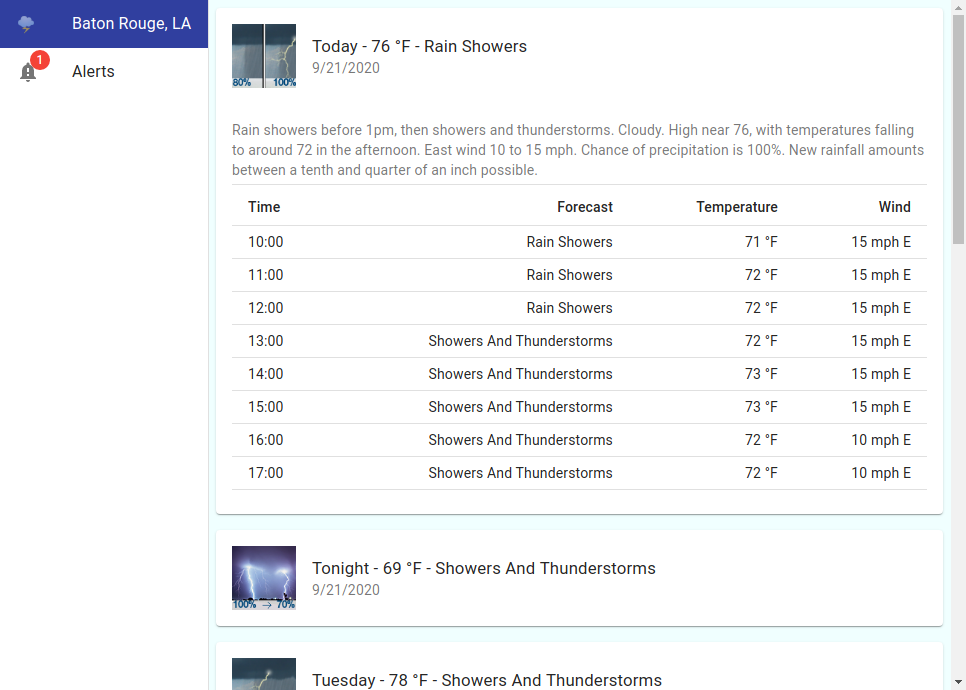 Baton Rouge, LA
1
Alerts
80% 100%
Today - 76 °F - Rain Showers
9/21/2020
Rain showers before 1pm, then showers and thunderstorms. Cloudy. High near 76, with temperatures falling
to around 72 in the afternoon. East wind 10 to 15 mph. Chance of precipitation is 100%. New rainfall amounts
between a tenth and quarter of an inch possible.
Time Forecast Temperature Wind
10:00 Rain Showers 71 °F 15 mph E
11:00 Rain Showers 72 °F 15 mph E
12:00 Rain Showers 72 °F 15 mph E
13:00 Showers And Thunderstorms 72 °F 15 mph E
14:00 Showers And Thunderstorms 73 °F 15 mph E
15:00 Showers And Thunderstorms 73 °F 15 mph E
16:00 Showers And Thunderstorms 72 °F 10 mph E
17:00 Showers And Thunderstorms 72 °F 10 mph E
Tonight - 69 °F - Showers And Thunderstorms
9/21/2020
100% → 70%
Tuesday - 78 °F - Showers And Thunderstorms